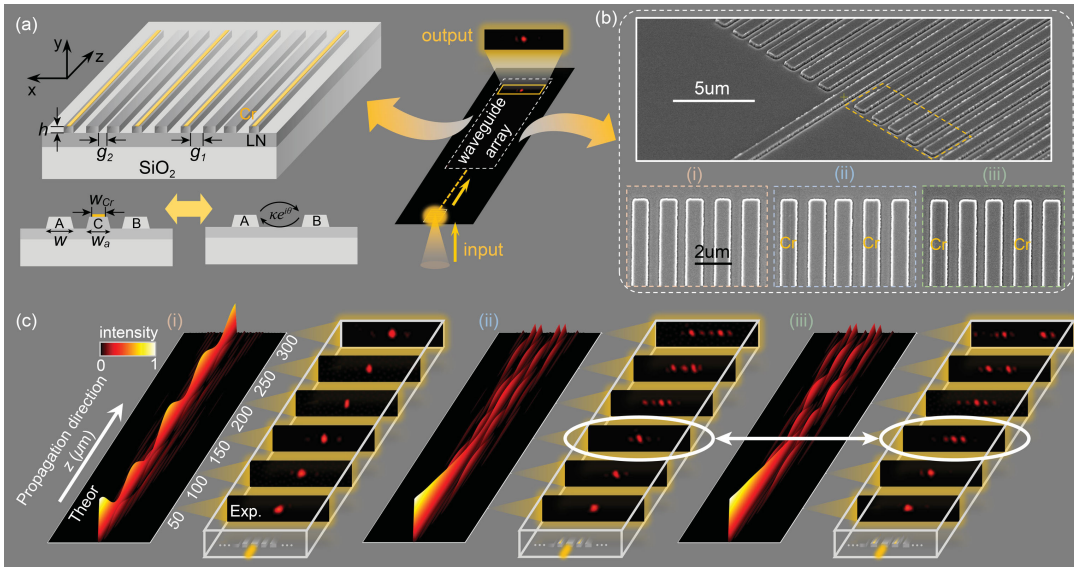 (a)
y
z
x
h
Cr
LN
g2
g1
SiO2
wCr
A
C
B
w
wa
A
κe^iθ
B
output
waveguide
array
input
(b)
5um
(i)
(ii)
(iii)
2um
Cr
Cr
Cr
Cr
(c)
intensity
0
1
(i)
(ii)
(iii)
Propagation direction
z (μm)
Theor
50
100
150
200
250
300
Exp.
...
...
...
...
...
...